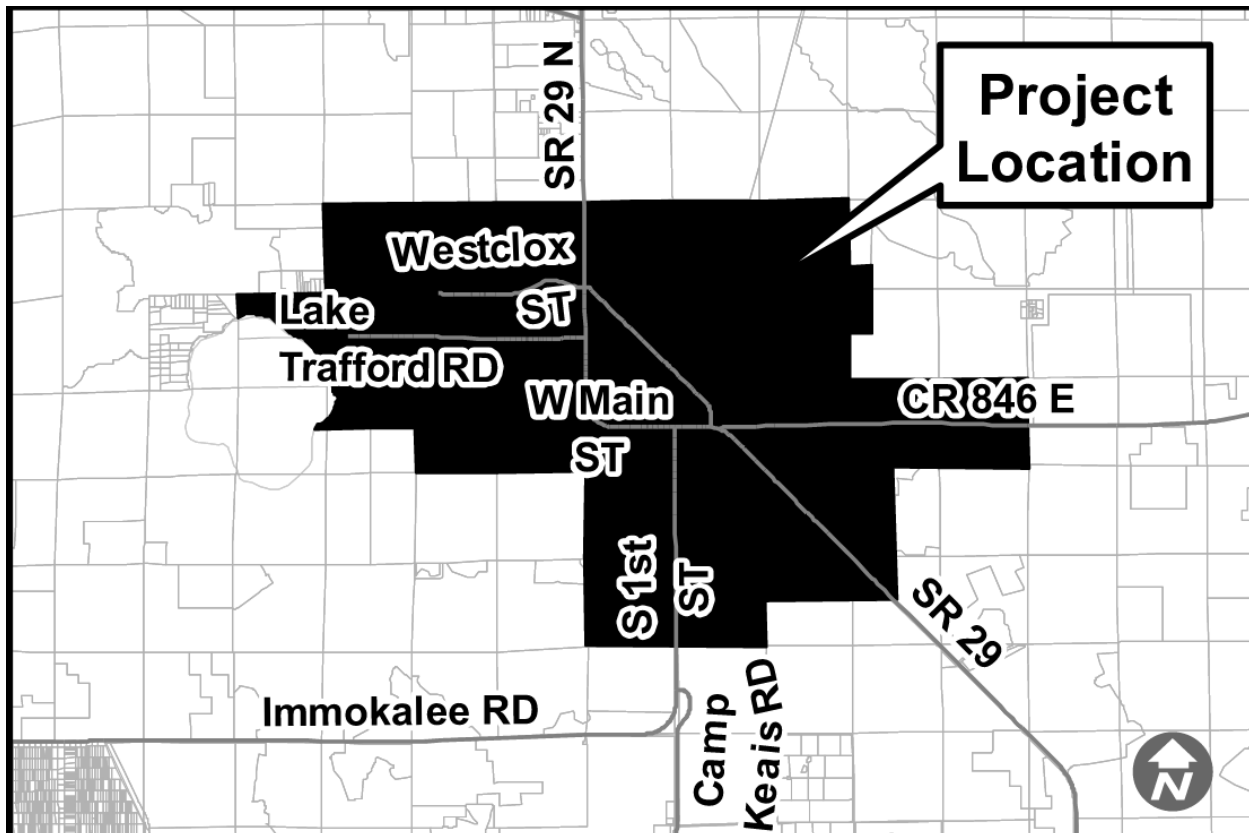 SR 29 N
Project
Location
Westclox
ST
Lake
Trafford RD
W Main
ST
CR 846 E
S 1st
ST
SR 29
Immokalee RD
Camp
Keais RD
N